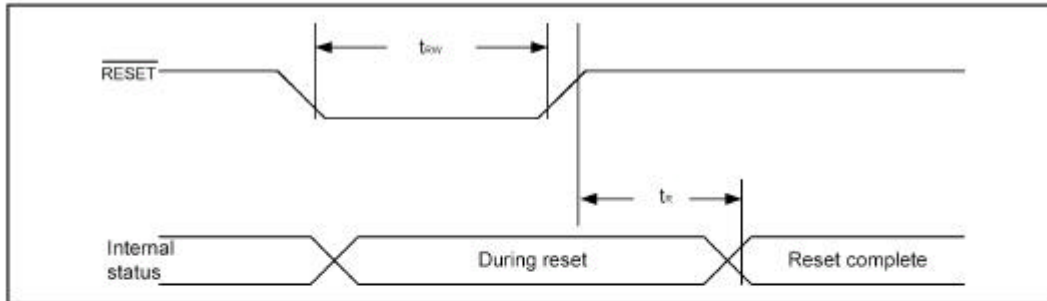 tRW
RESET
tR
Internal
status
During reset
Reset complete